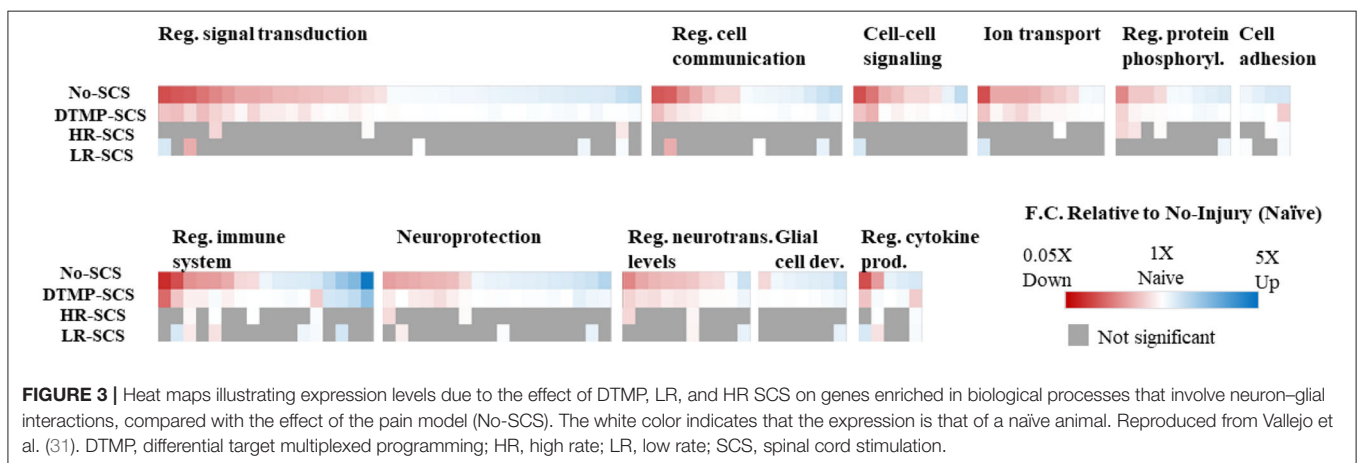 Reg. signal transduction
Reg. cell communication
Cell-cell signaling
Ion transport
Reg. protein phosphoryl.
Cell adhesion
No-SCS
DTMP-SCS
HR-SCS
LR-SCS
Reg. immune system
Neuroprotection
Reg. neurotrans. levels
Glial cell dev.
Reg. cytokine prod.
No-SCS
DTMP-SCS
HR-SCS
LR-SCS
F.C. Relative to No-Injury (Naïve)
0.05X Down
1X Naive
5X Up
Not significant
FIGURE 3 | Heat maps illustrating expression levels due to the effect of DTMP, LR, and HR SCS on genes enriched in biological processes that involve neuron–glial
interactions, compared with the effect of the pain model (No-SCS). The white color indicates that the expression is that of a naïve animal. Reproduced from Vallejo et
al. (31). DTMP, differential target multiplexed programming; HR, high rate; LR, low rate; SCS, spinal cord stimulation.